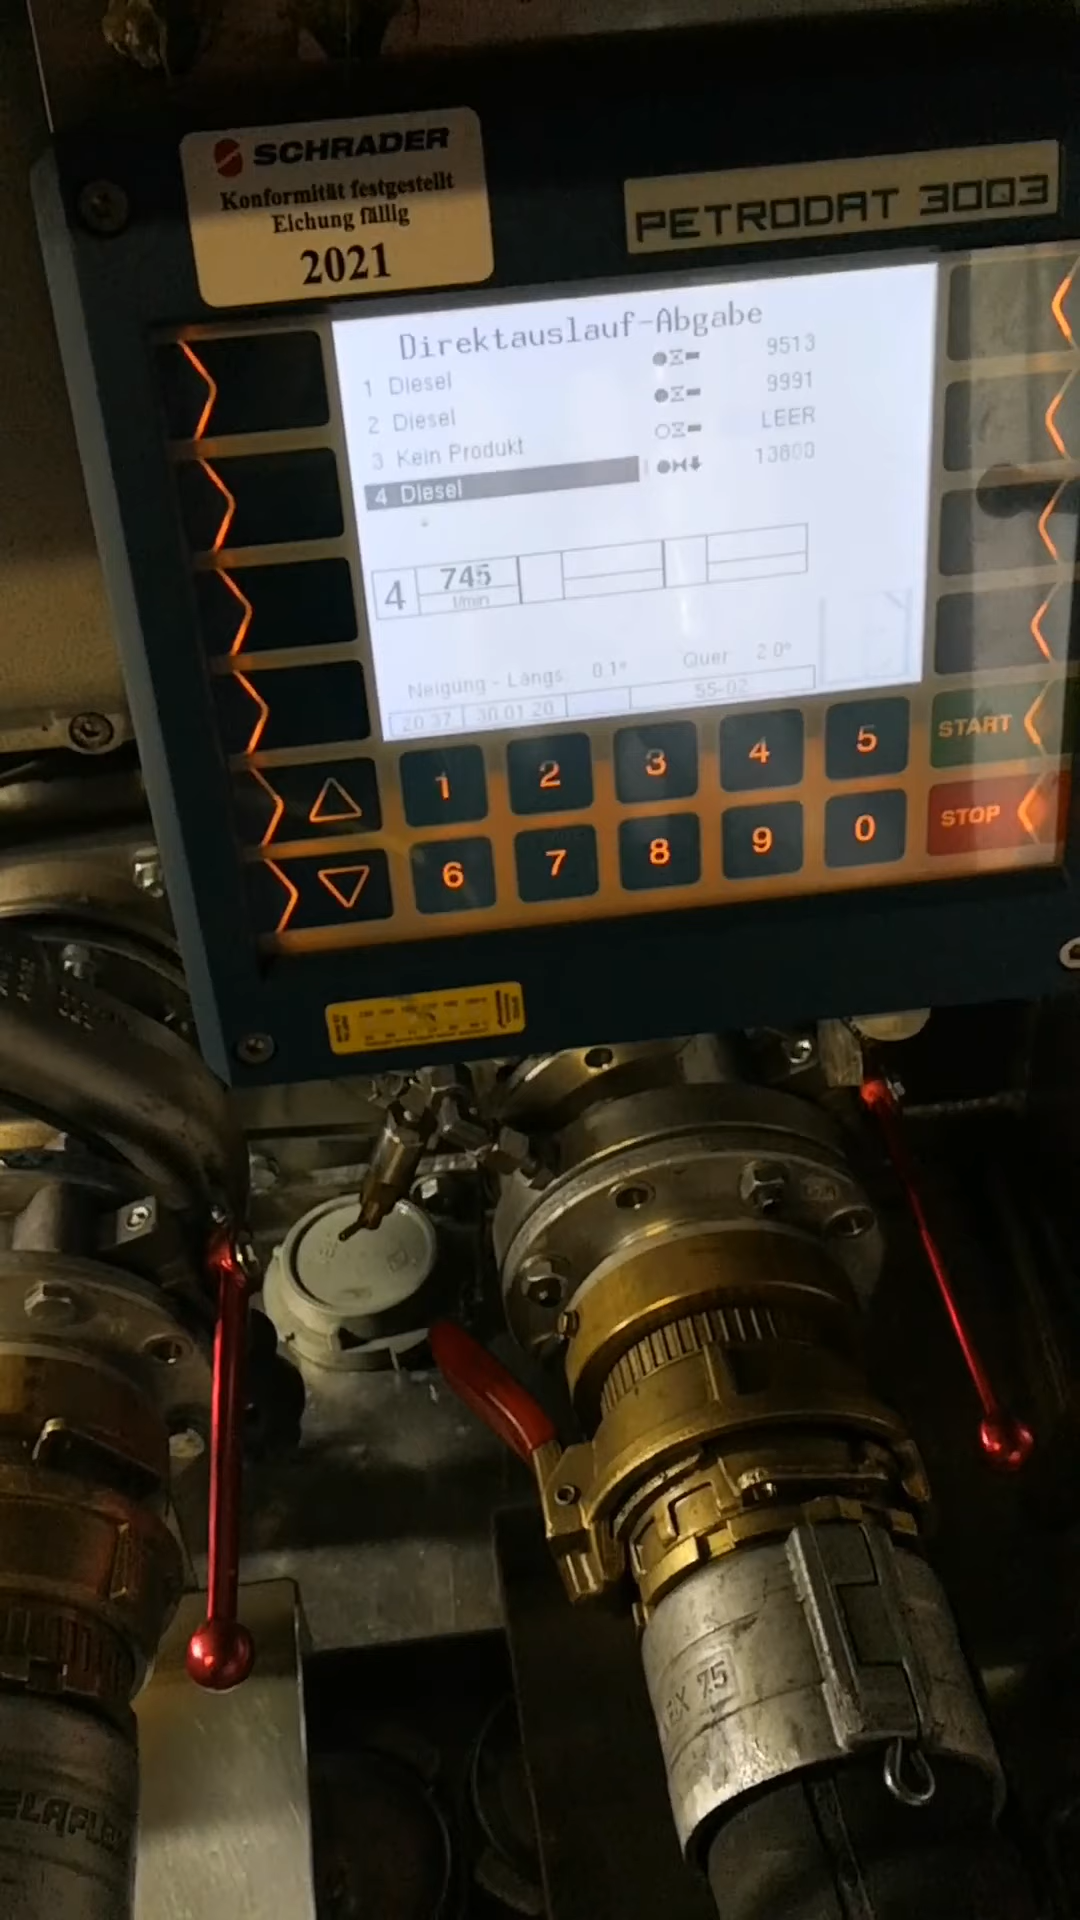 SCHRADER
Konformität festgestellt
Eichung fällig
2021
PETRODAT 3003
Direktauslauf-Abgabe
1 Diesel 9513
2 Diesel 9991
3 Kein Produkt LEER
4 Diesel 13600
4 745
l/min
Neigung - Längs: 0.1° Quer: 2.0°
20:37 30.01.20 55-02
1 2 3 4 5 START
6 7 8 9 0 STOP
75